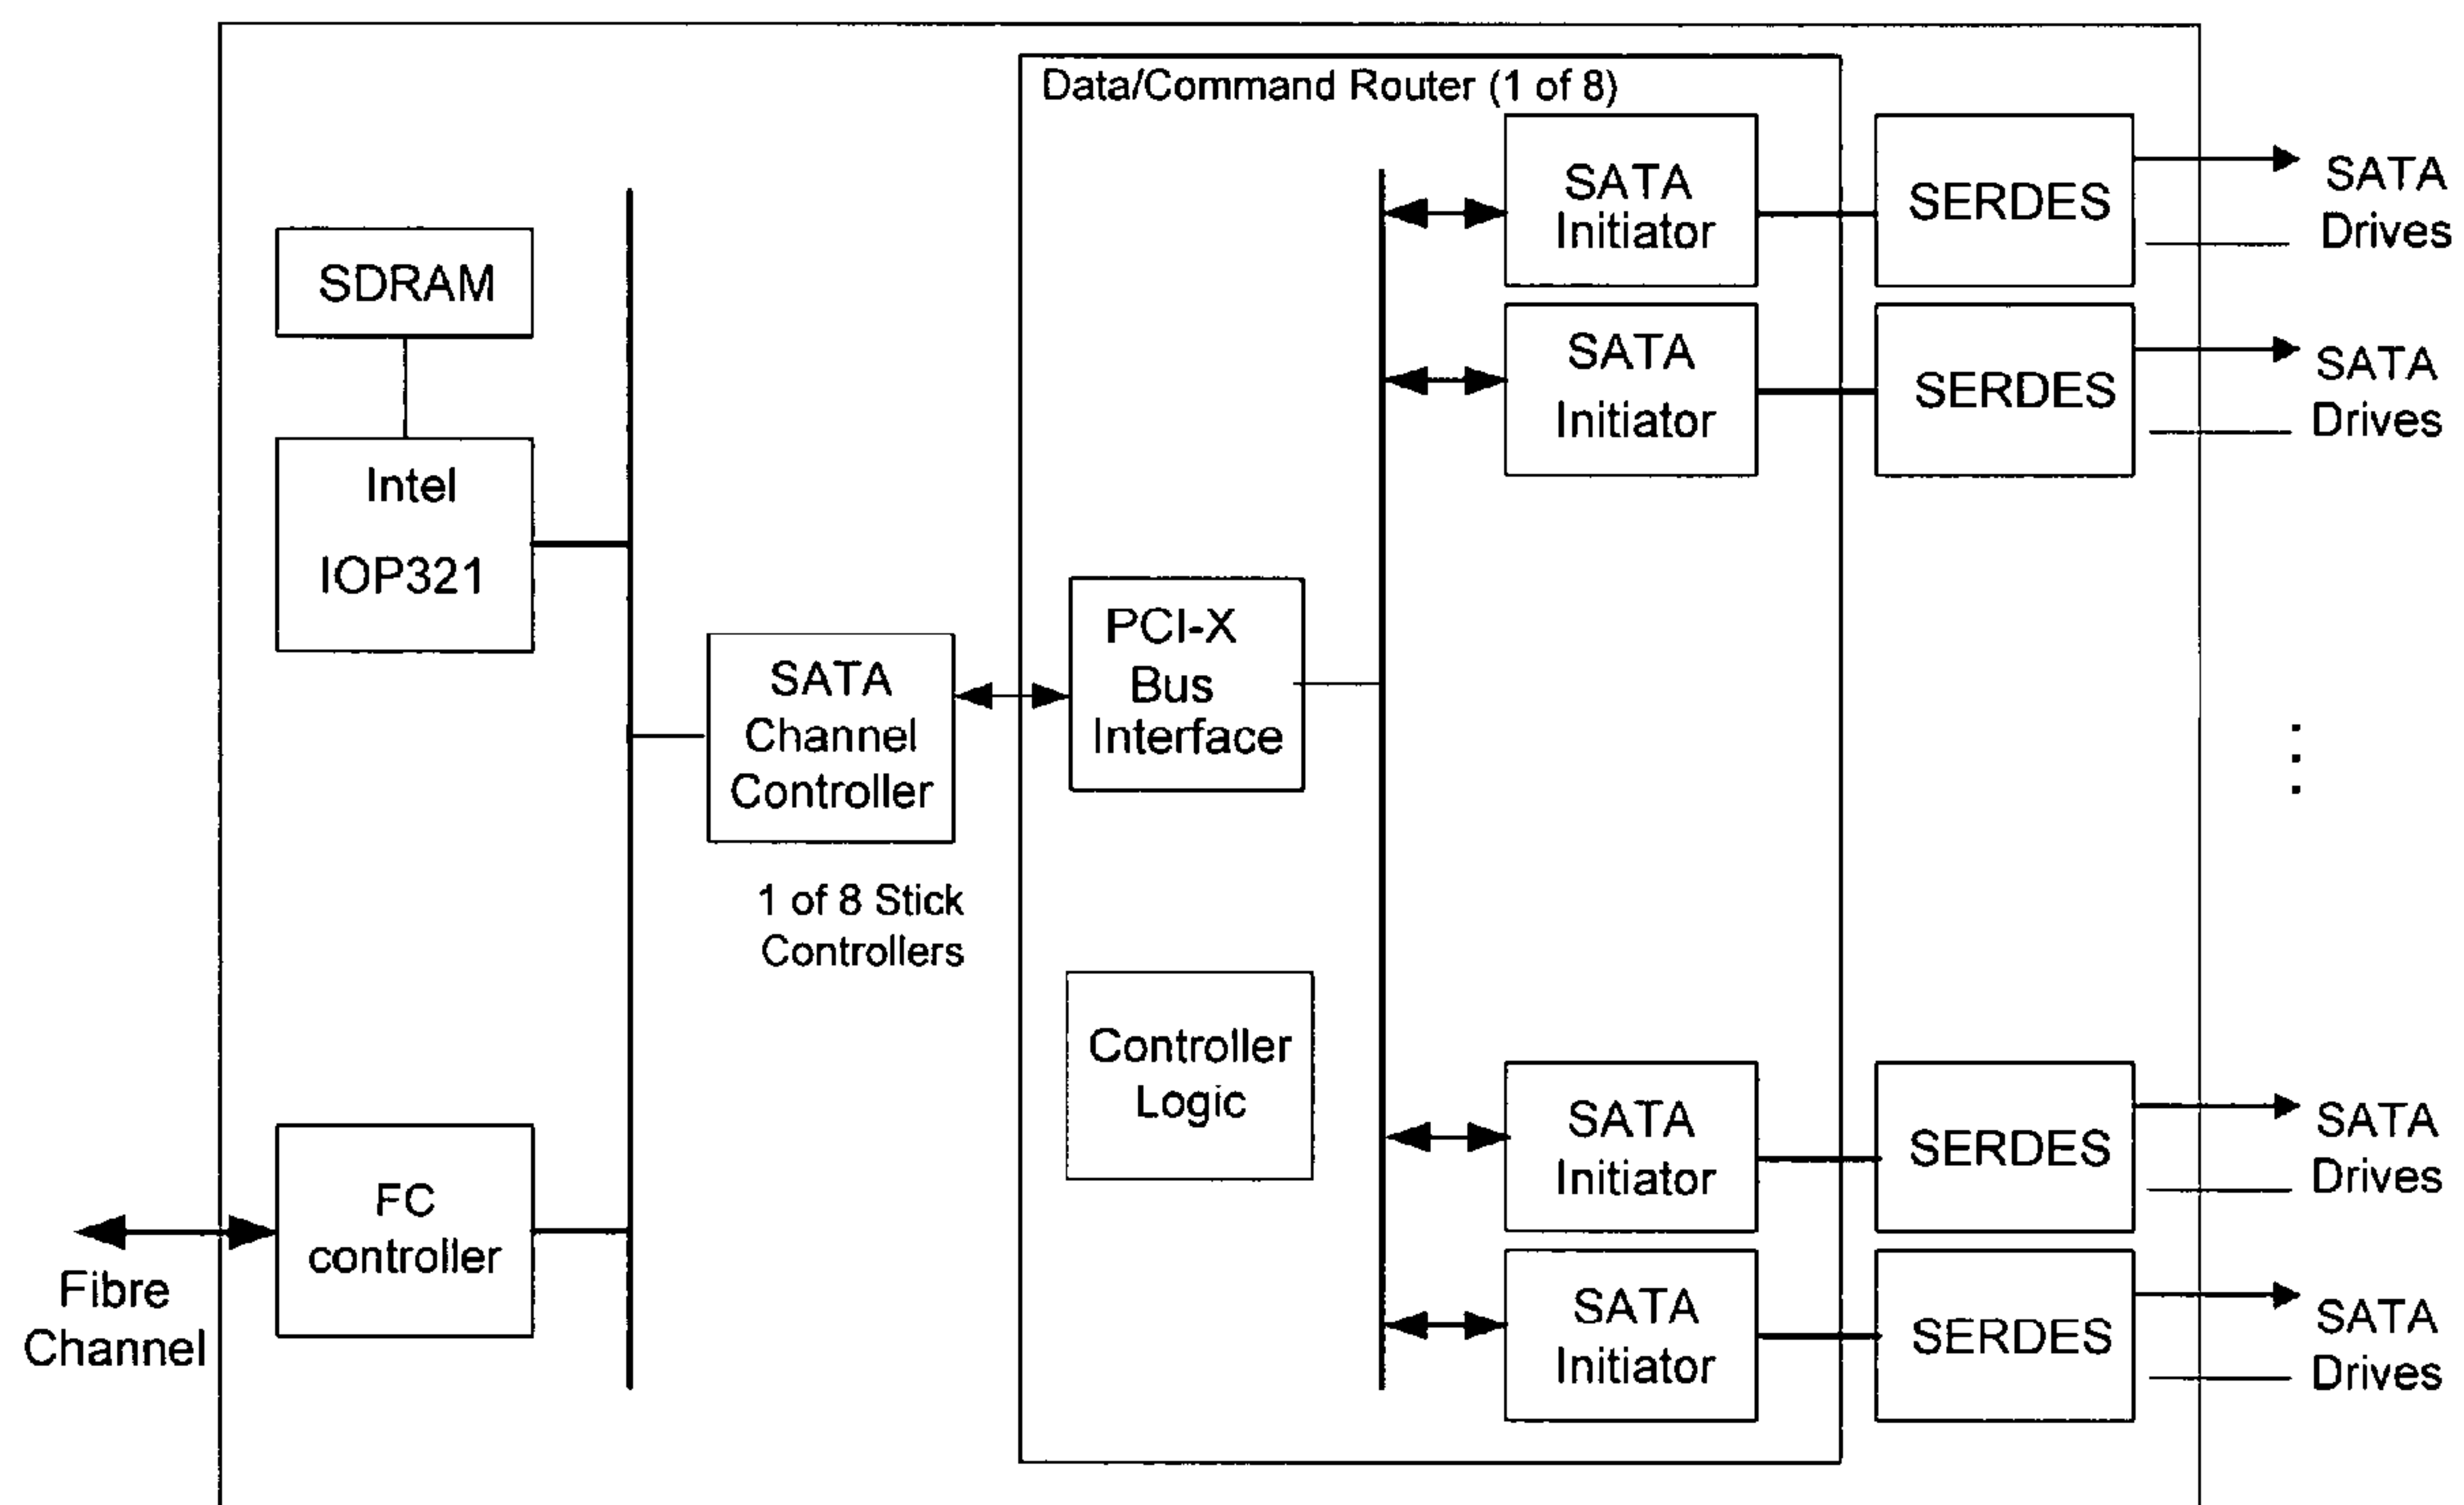 Data/Command Router (1 of 8)
SATA
Initiator
SERDES
SATA
Drives
SDRAM
SATA
Initiator
SERDES
SATA
Drives
Intel
IOP321
PCI-X
Bus
Interface
SATA
Channel
Controller
1 of 8 Stick
Controllers
Controller
Logic
SATA
Initiator
SERDES
SATA
Drives
FC
controller
Fibre
Channel
SATA
Initiator
SERDES
SATA
Drives